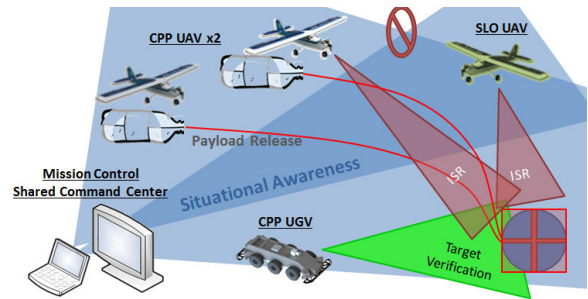 CPP UAV x2
SLO UAV
Payload Release
Situational Awareness
ISR
ISR
Mission Control
Shared Command Center
CPP UGV
Target
Verification